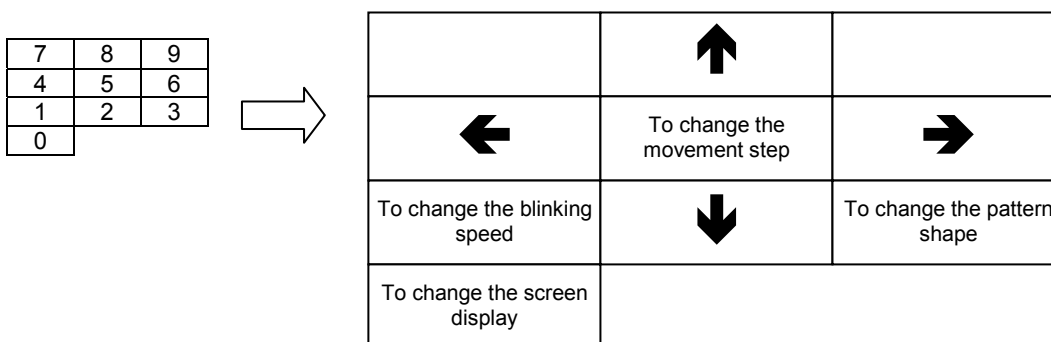 7 8 9
4 5 6
1 2 3
0
To change the
movement step
To change the blinking
speed
To change the pattern
shape
To change the screen
display